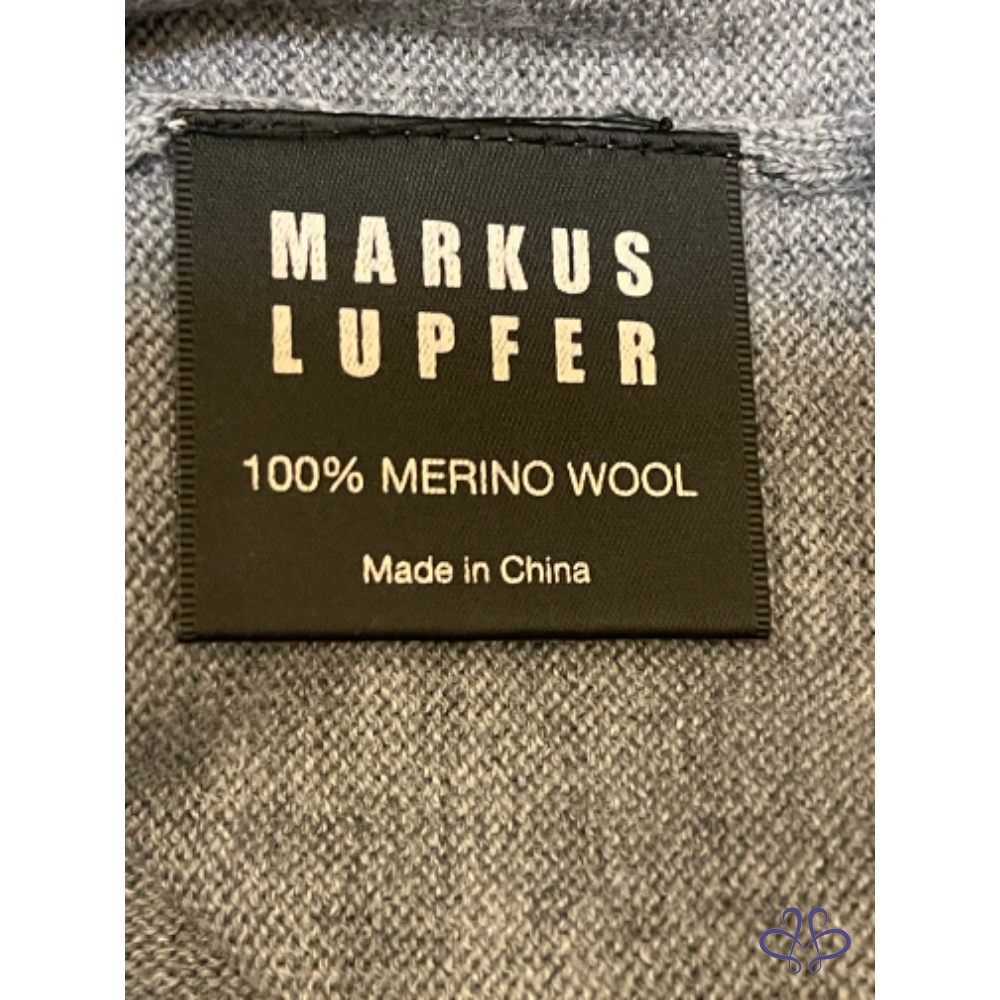 MARKUS
LUPFER
100% MERINO WOOL
Made in China